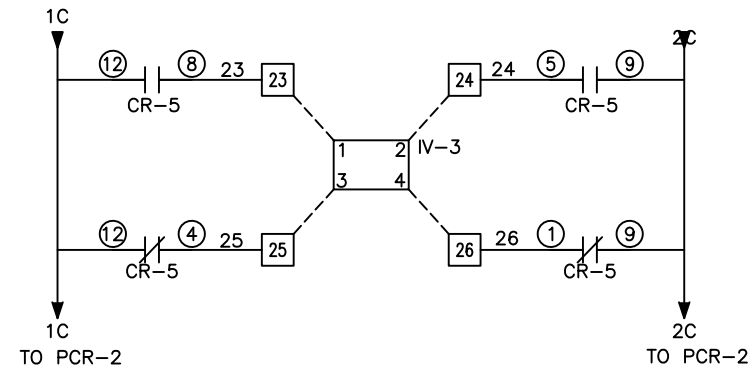 1C
2C
12 8 23 23
24 24 5 9
CR-5
CR-5
1 2 IV-3
3 4
12 4 25 25
26 26 1 9
CR-5
CR-5
1C
2C
TO PCR-2
TO PCR-2